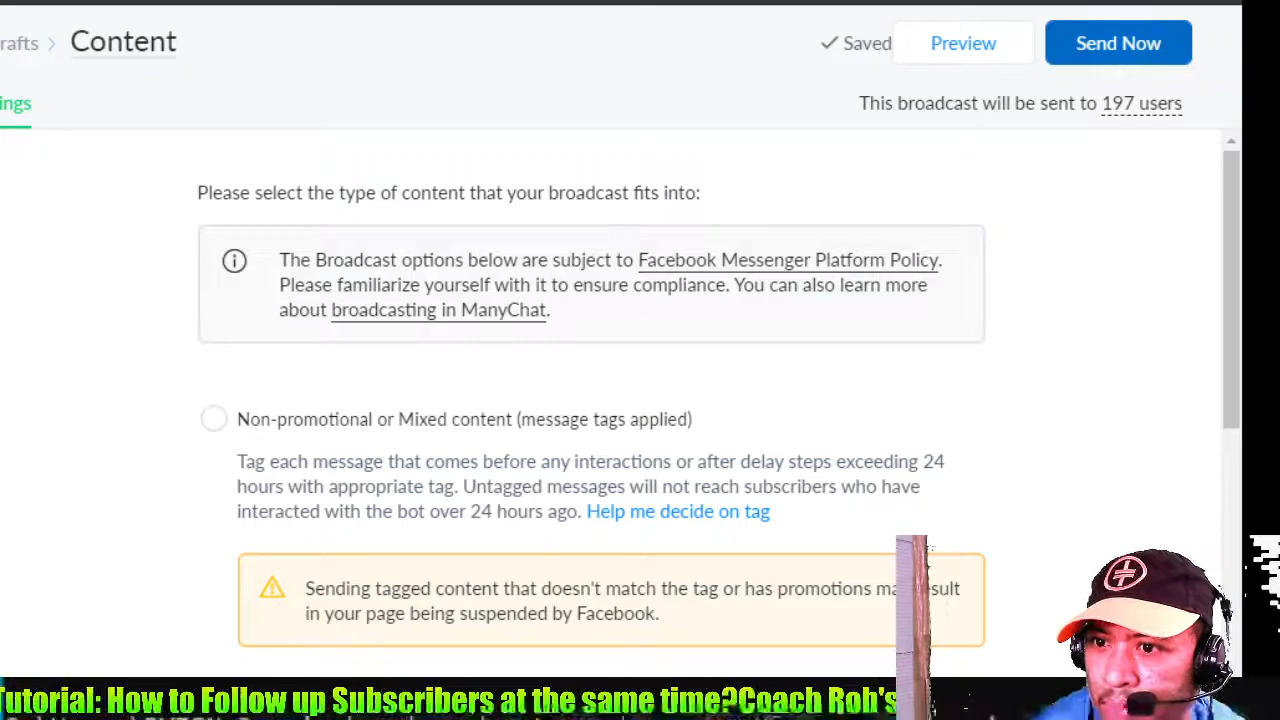 rafts > Content
Saved
Preview
Send Now
ings
This broadcast will be sent to 197 users
Please select the type of content that your broadcast fits into:
The Broadcast options below are subject to Facebook Messenger Platform Policy.
Please familiarize yourself with it to ensure compliance. You can also learn more
about broadcasting in ManyChat.
Non-promotional or Mixed content (message tags applied)
Tag each message that comes before any interactions or after delay steps exceeding 24
hours with appropriate tag. Untagged messages will not reach subscribers who have
interacted with the bot over 24 hours ago. Help me decide on tag
Sending tagged content that doesn't match the tag or has promotions ma sult
in your page being suspended by Facebook.
Tutorial: How to Follow up Subscribers at the same time?Coach Rob's